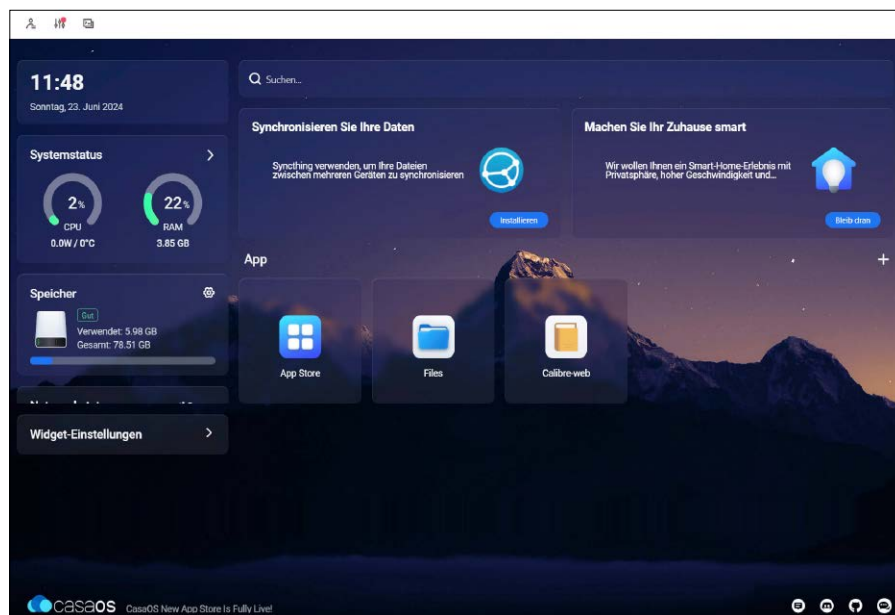 11:48
Sonntag, 23. Juni 2024
Systemstatus
2%
CPU
0.0W / 0°C
22%
RAM
3.85 GB
Speicher
Gut
Verwendet: 5.98 GB
Gesamt: 78.51 GB
Widget-Einstellungen
Suchen...
Synchronisieren Sie Ihre Daten
Syncthing verwenden, um Ihre Dateien
zwischen mehreren Geräten zu synchronisieren
Installieren
Machen Sie Ihr Zuhause smart
Wir wollen Ihnen ein Smart-Home-Erlebnis mit
Privatsphäre, hoher Geschwindigkeit und...
Bleib dran
App
App Store
Files
Calibre-web
CasaOS
CasaOS New App Store Is Fully Live!